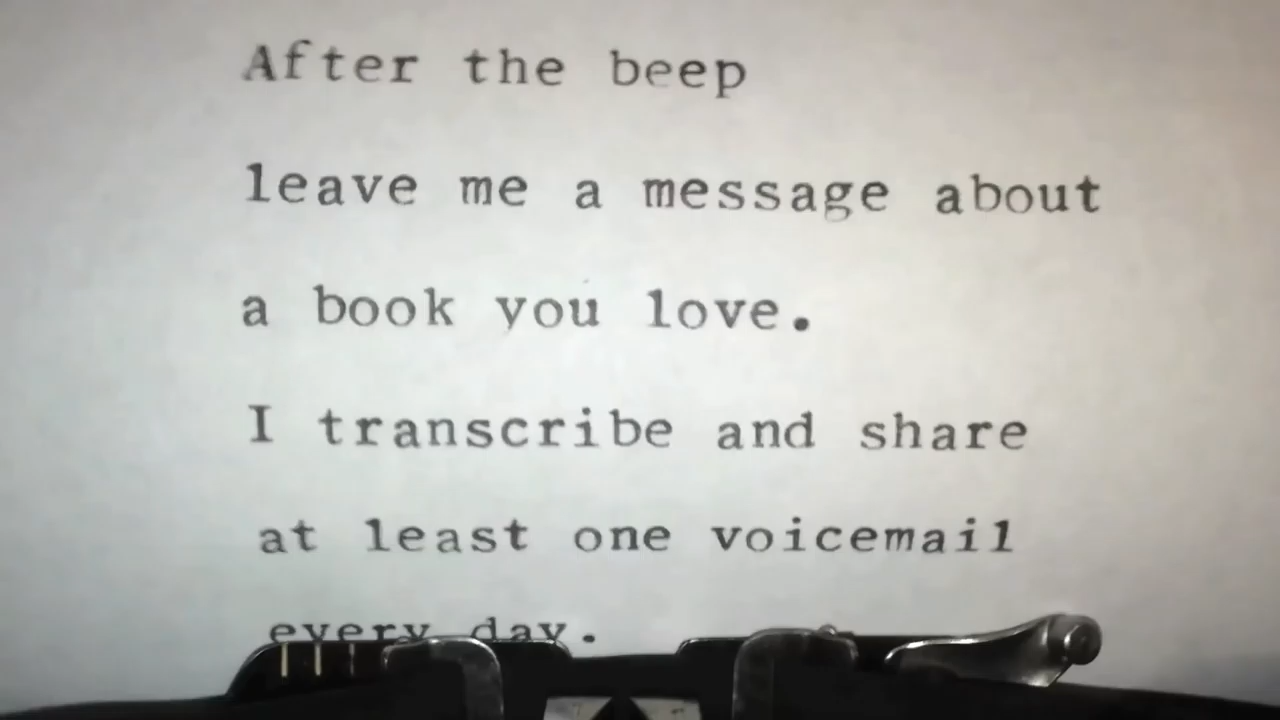 After the beep
leave me a message about
a book you love.
I transcribe and share
at least one voicemail
every day.